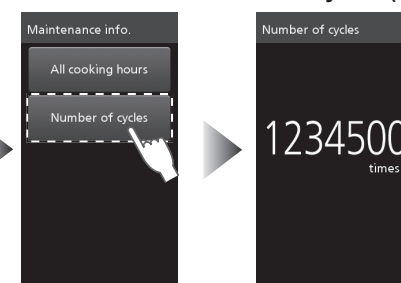 Maintenance info.
All cooking hours
Number of cycles
Number of cycles
1234500
times